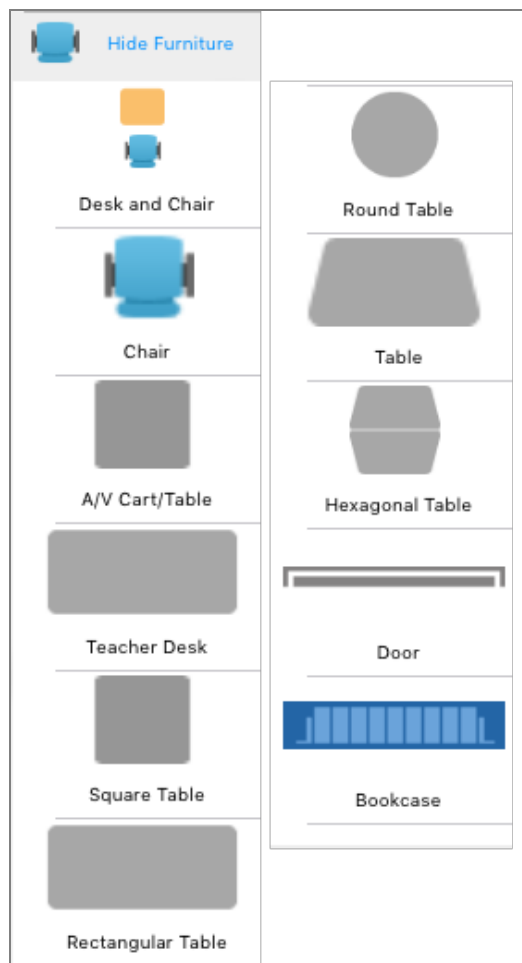 Hide Furniture
Desk and Chair
Chair
A/V Cart/Table
Teacher Desk
Square Table
Rectangular Table
Round Table
Table
Hexagonal Table
Door
Bookcase